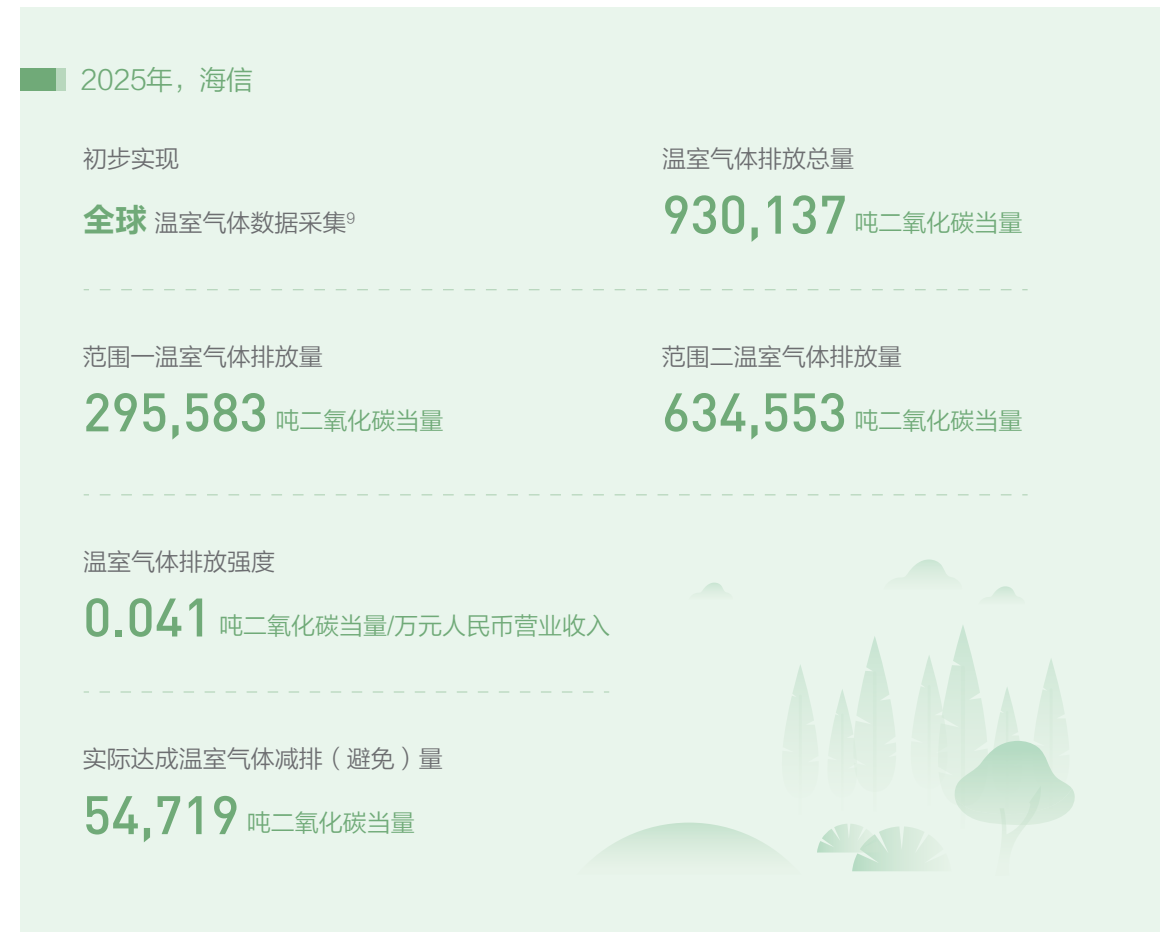 2025年，海信
初步实现
全球 温室气体数据采集9
温室气体排放总量
930,137 吨二氧化碳当量
范围一温室气体排放量
295,583 吨二氧化碳当量
范围二温室气体排放量
634,553 吨二氧化碳当量
温室气体排放强度
0.041 吨二氧化碳当量/万元人民币营业收入
实际达成温室气体减排（避免）量
54,719 吨二氧化碳当量